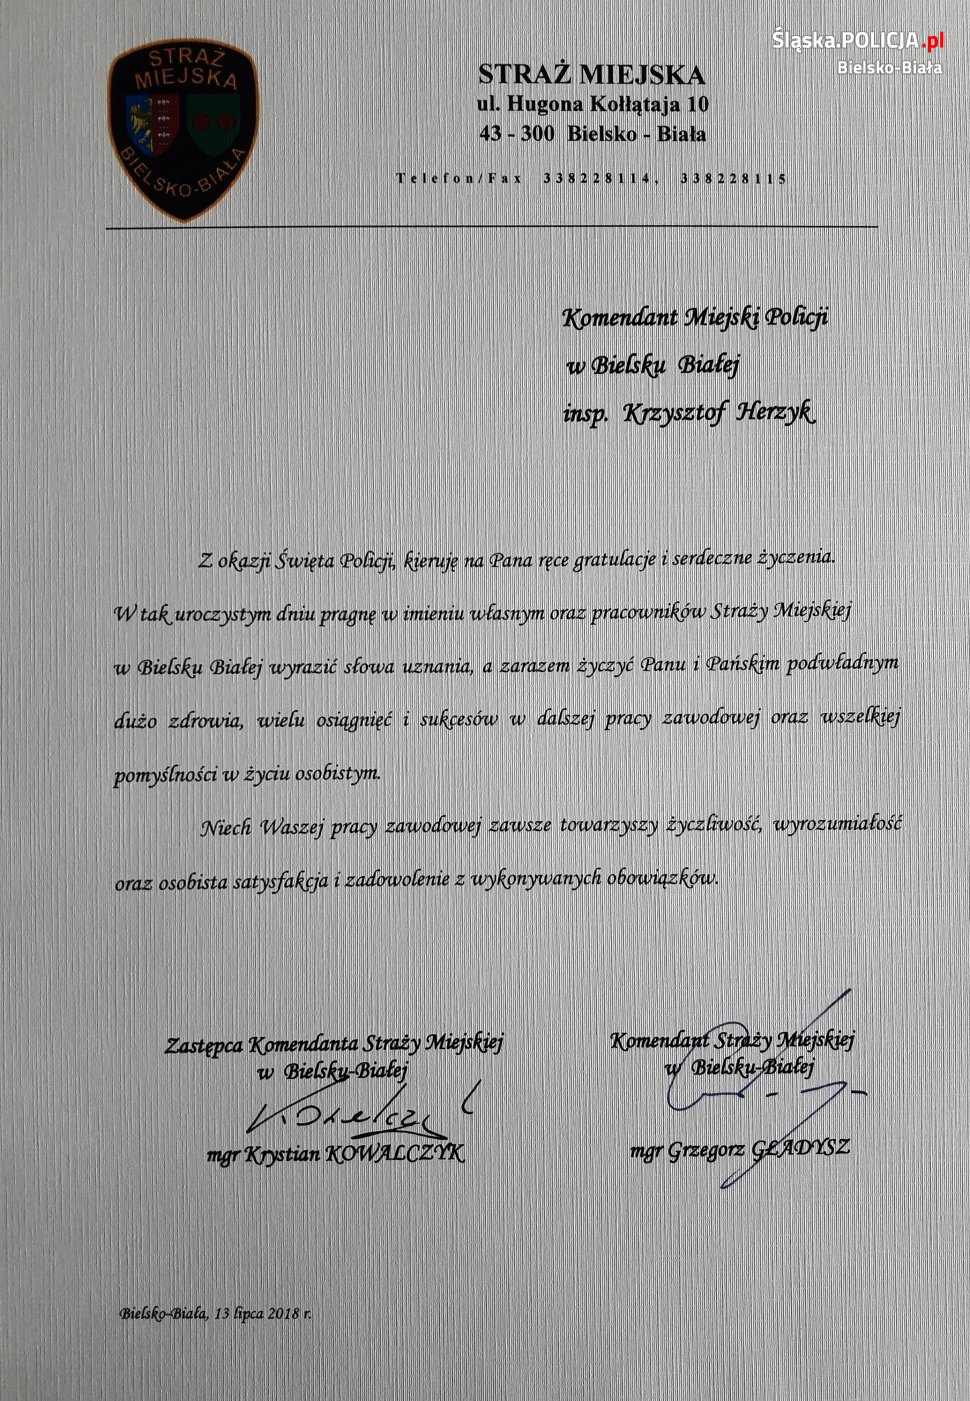 Śląska.POLICJA.pl
Bielsko-Biała
STRAŻ
MIEJSKA
BIELSKO-BIAŁA
STRAŻ MIEJSKA
ul. Hugona Kołłątaja 10
43 - 300 Bielsko - Biała
Telefon/Fax 338228114, 338228115
Komendant Miejski Policji
w Bielsku Białej
insp. Krzysztof Herzyk
Z okazji Święta Policji, kieruję na Pana ręce gratulacje i serdeczne życzenia.
W tak uroczystym dniu pragnę w imieniu własnym oraz pracowników Straży Miejskiej
w Bielsku Białej wyrazić słowa uznania, a zarazem życzyć Panu i Pańskim podwładnym
dużo zdrowia, wielu osiągnięć i sukcesów w dalszej pracy zawodowej oraz wszelkiej
pomyślności w życiu osobistym.
Niech Waszej pracy zawodowej zawsze towarzyszy życzliwość, wyrozumiałość
oraz osobista satysfakcja i zadowolenie z wykonywanych obowiązków.
Zastępca Komendanta Straży Miejskiej
w Bielsku-Białej
mgr Krystian KOWALCZYK
Komendant Straży Miejskiej
w Bielsku-Białej
mgr Grzegorz GŁADYSZ
Bielsko-Biała, 13 lipca 2018 r.